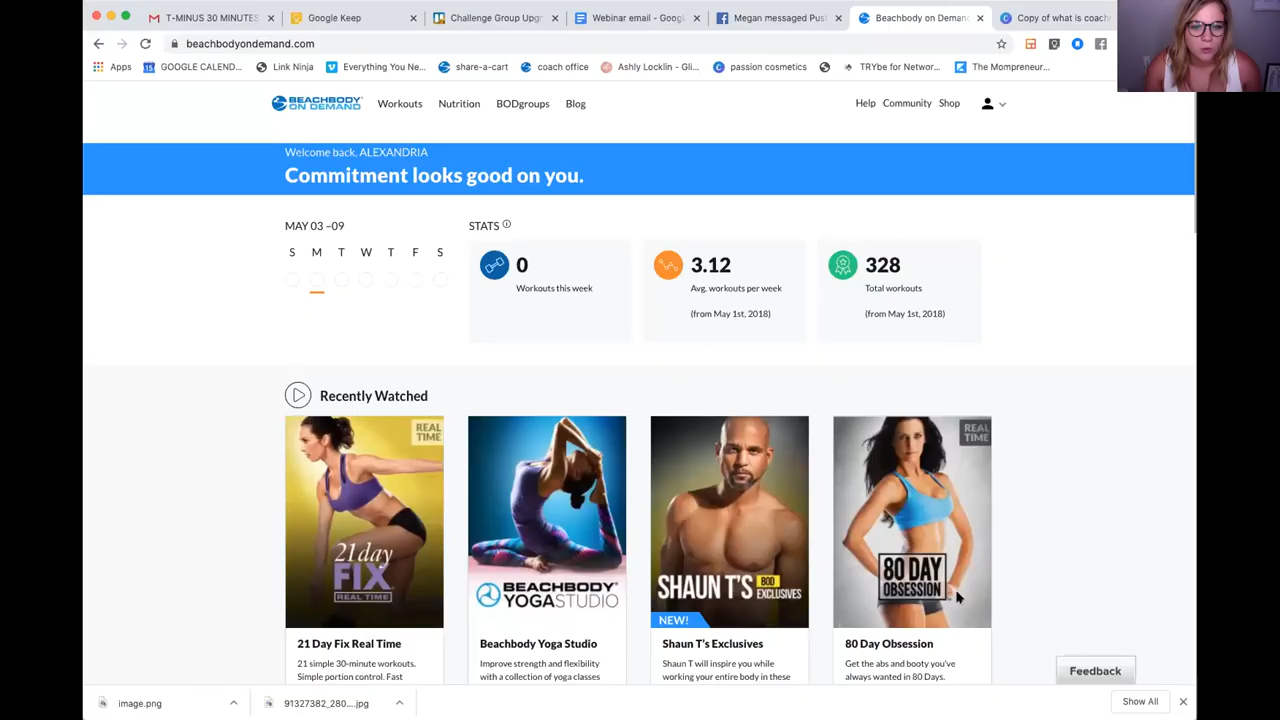 T-MINUS 30 MINUTES
Google Keep
Challenge Group Upgr
Webinar email - Googl
Megan messaged Push
Beachbody on Deman
Copy of what is coach
beachbodyondemand.com
Apps
GOOGLE CALEND...
Link Ninja
Everything You Ne...
share-a-cart
coach office
Ashly Locklin - Gli...
passion cosmetics
TRYbe for Networ...
The Mompreneur...
BEACHBODY
ON DEMAND
Workouts
Nutrition
BODgroups
Blog
Help
Community
Shop
Welcome back, ALEXANDRIA
Commitment looks good on you.
MAY 03 –09
S M T W T F S
STATS
0
Workouts this week
3.12
Avg. workouts per week
(from May 1st, 2018)
328
Total workouts
(from May 1st, 2018)
Recently Watched
REAL
TIME
21 day
FIX
REAL TIME
BEACHBODY
YOGA STUDIO
SHAUN T'S BOD
EXCLUSIVES
NEW!
REAL
TIME
80 DAY
OBSESSION
21 Day Fix Real Time
21 simple 30-minute workouts.
Simple portion control. Fast
Beachbody Yoga Studio
Improve strength and flexibility
with a collection of yoga classes
Shaun T's Exclusives
Shaun T will inspire you while
working your entire body in these
80 Day Obsession
Get the abs and booty you've
always wanted in 80 Days.
Feedback
image.png
91327382_280....jpg
Show All